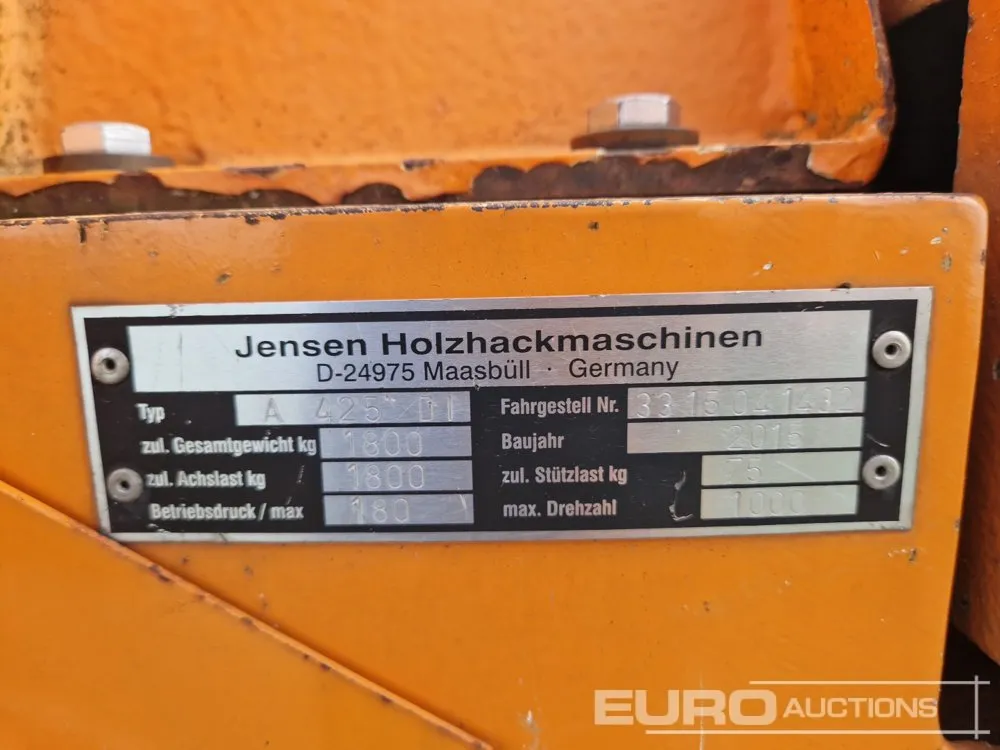 Jensen Holzhackmaschinen
D-24975 Maasbüll · Germany
Typ A 425 DI
zul. Gesamtgewicht kg 1800
zul. Achslast kg 1800
Betriebsdruck / max 180
Fahrgestell Nr. 33 15 04 1432
Baujahr 2015
zul. Stützlast kg 75
max. Drehzahl 1000
EURO AUCTIONS